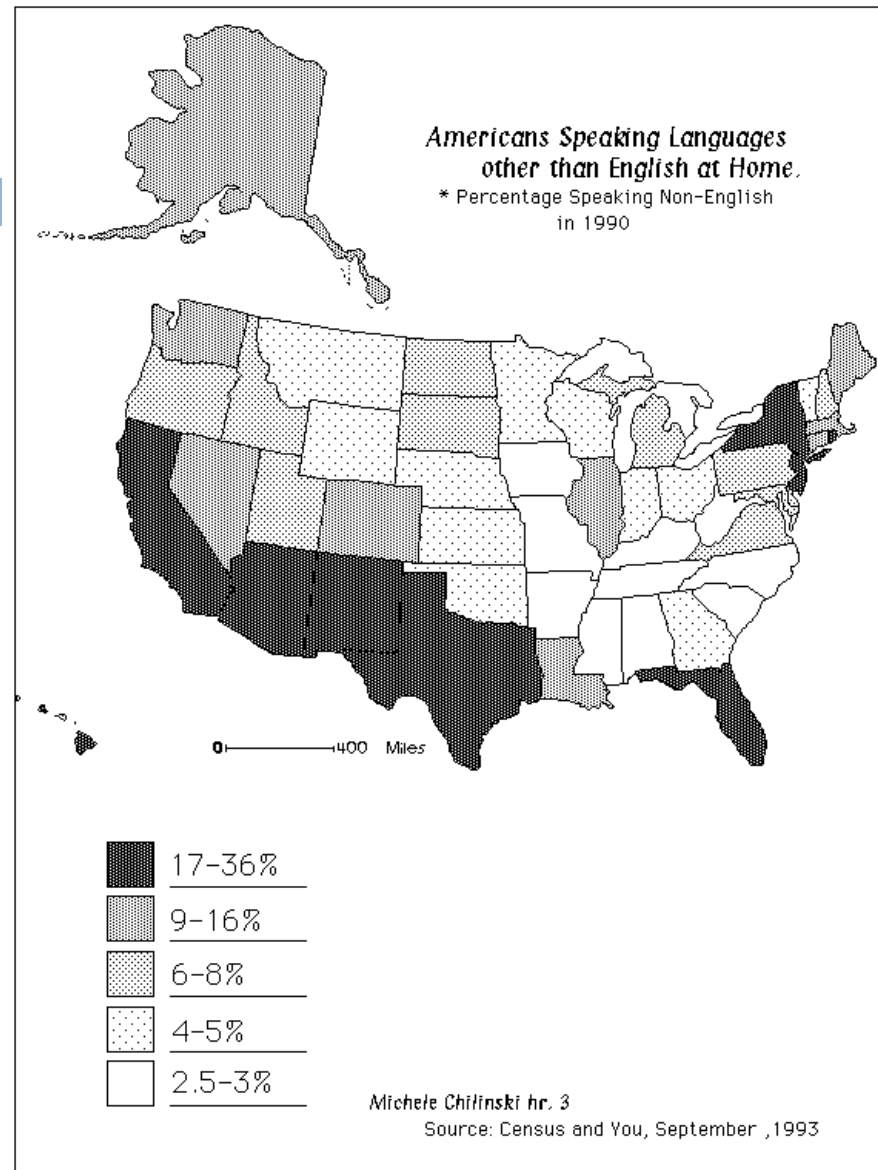 Americans Speaking Languages
other than English at Home.
* Percentage Speaking Non-English
in 1990
0 400 Miles
17-36%
9-16%
6-8%
4-5%
2.5-3%
Michele Chilinski hr. 3
Source: Census and You, September ,1993